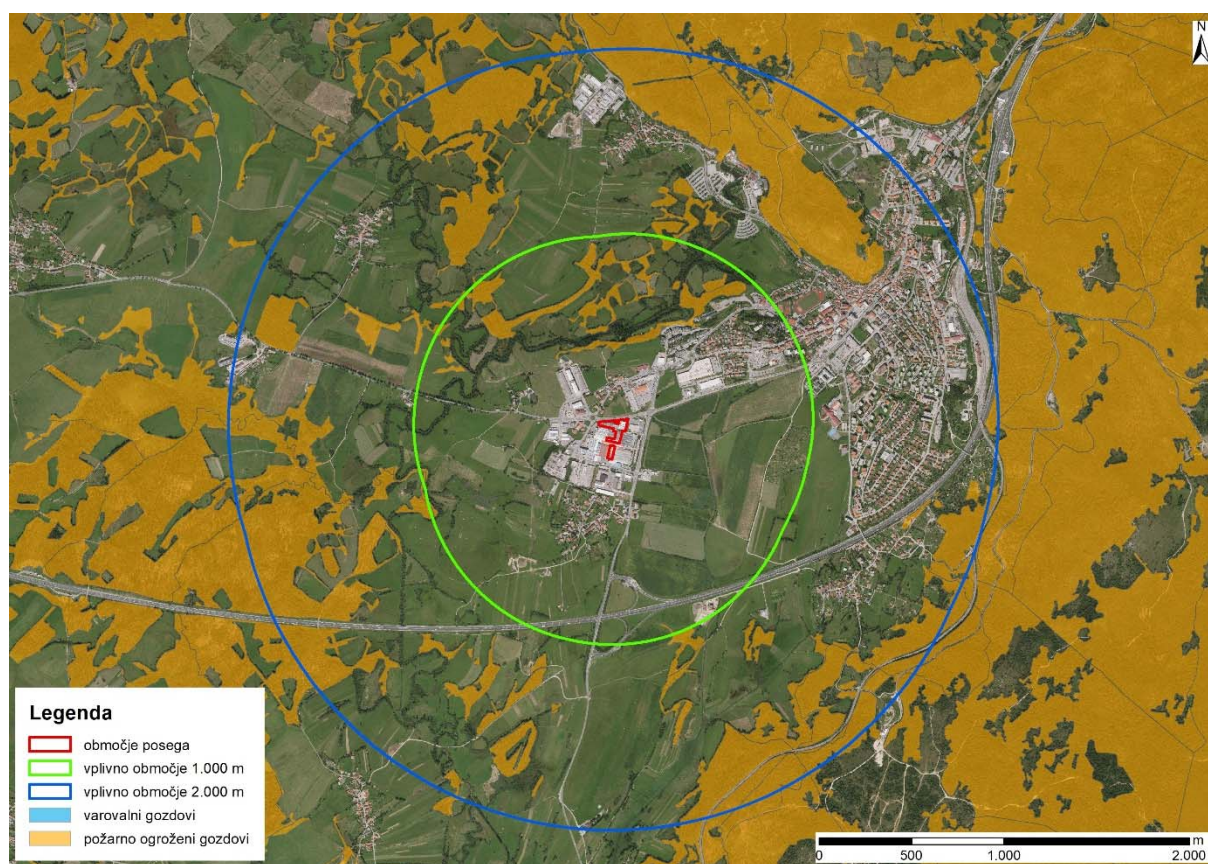 N
Legenda
območje posega
vplivno območje 1.000 m
vplivno območje 2.000 m
varovalni gozdovi
požarno ogroženi gozdovi
m
0 500 1.000 2.000